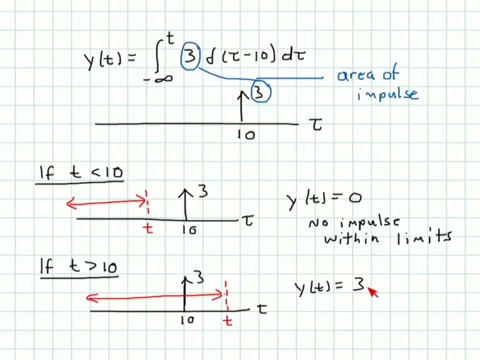 y(t) = ∫_{-∞}^{t} 3 δ(τ-10) dτ
area of
impulse
3
10 τ
If t < 10
3
t 10 τ
y(t) = 0
No impulse
within limits
If t > 10
3
10 t τ
y(t) = 3